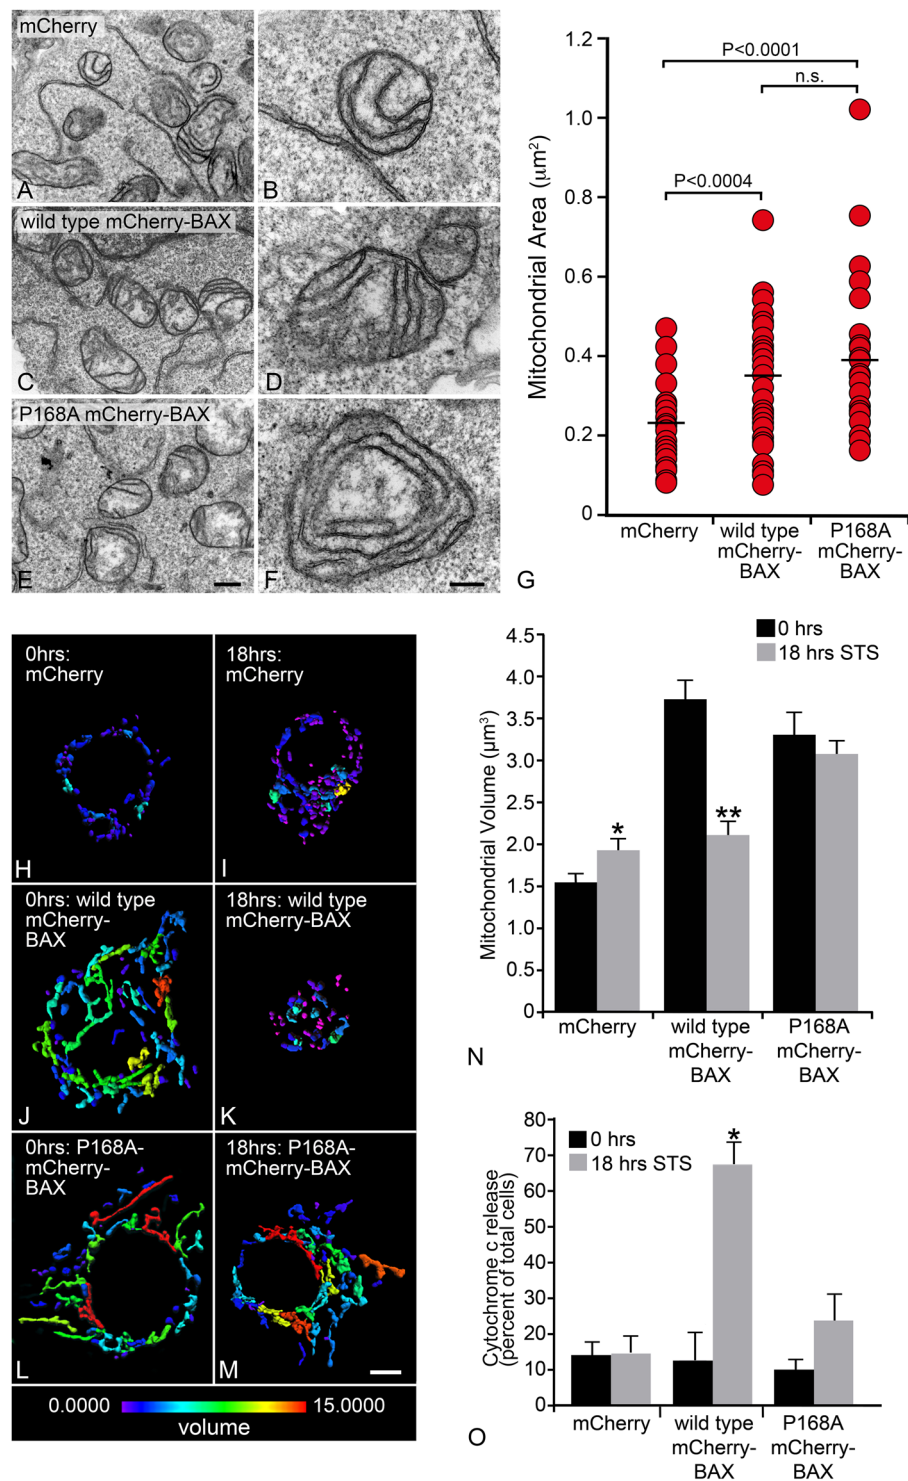 mCherry
A
B
wild type mCherry-BAX
C
D
P168A mCherry-BAX
E
F
1.2
1.0
0.8
0.6
0.4
0.2
0
Mitochondrial Area (µm²)
P<0.0001
n.s.
P<0.0004
mCherry
wild type
mCherry-
BAX
P168A
mCherry-
BAX
G
0hrs:
mCherry
H
18hrs:
mCherry
I
0hrs: wild type
mCherry-
BAX
J
18hrs: wild type
mCherry-BAX
K
0hrs: P168A-
mCherry-
BAX
L
18hrs: P168A-
mCherry-BAX
M
0.0000
15.0000
volume
0 hrs
18 hrs STS
4.5
4.0
3.5
3.0
2.5
2.0
1.5
1.0
0.5
0
Mitochondrial Volume (µm³)
*
**
mCherry
wild type
mCherry-
BAX
P168A
mCherry-
BAX
N
80
70
60
50
40
30
20
10
0
Cytochrome c release
(percent of total cells)
0 hrs
18 hrs STS
*
mCherry
wild type
mCherry-
BAX
P168A
mCherry-
BAX
O